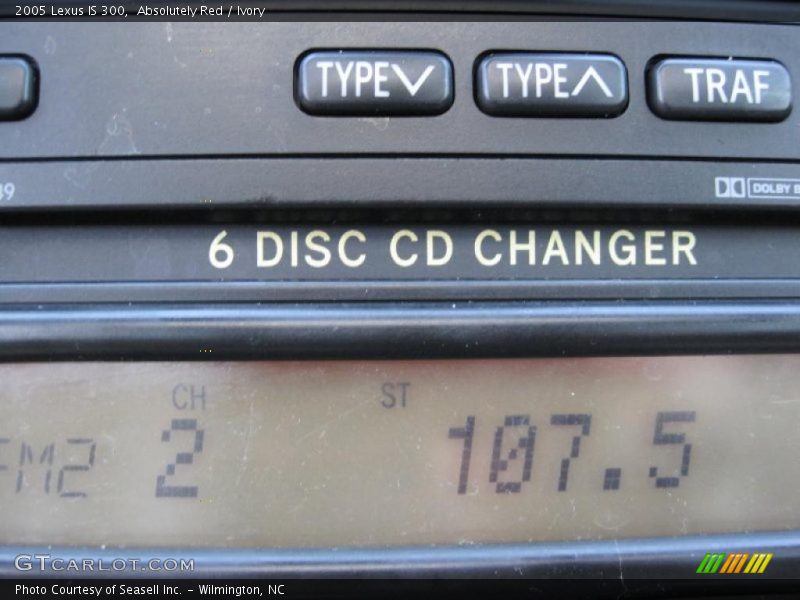 2005 Lexus IS 300, Absolutely Red / Ivory
TYPE TYPE TRAF
DOLBY B
6 DISC CD CHANGER
CH ST
FM2 2 107.5
GTCARLOT.COM
Photo Courtesy of Seasell Inc. - Wilmington, NC